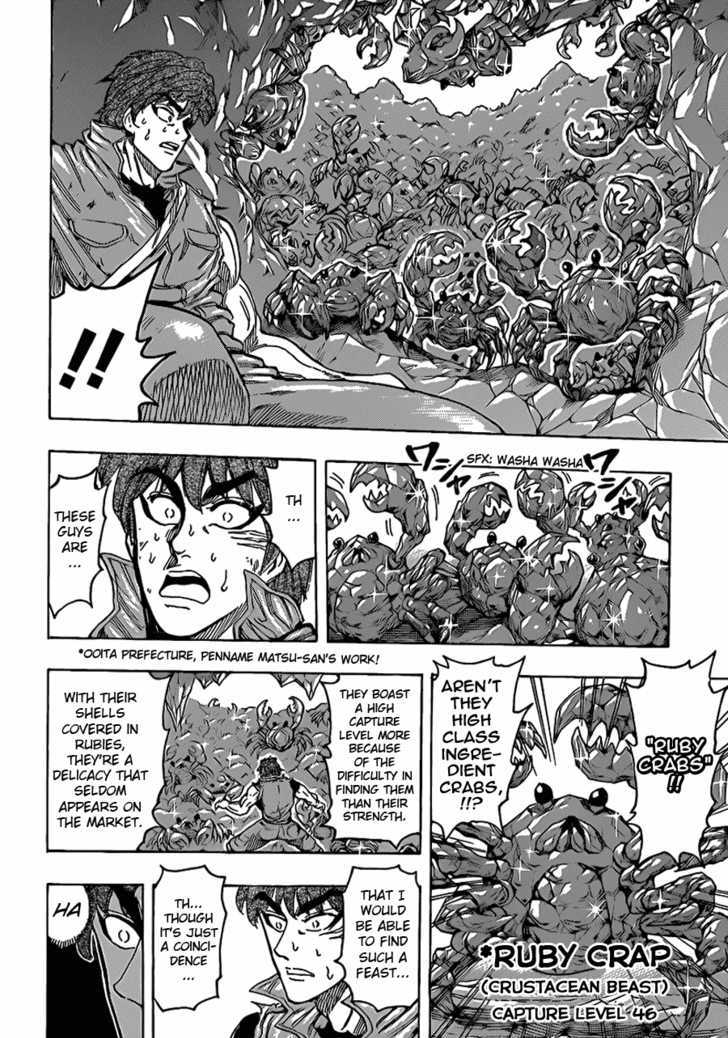 !!
SFX: WASHA WASHA
ワシャ
ワシャ
TH
...
THESE
GUYS
ARE
...
*OOITA PREFECTURE, PENNAME MATSU-SAN'S WORK!
"RUBY
CRABS"
!!
AREN'T
THEY
HIGH
CLASS
INGRE-
DIENT
CRABS,
!!?
*RUBY CRAP
(CRUSTACEAN BEAST)
CAPTURE LEVEL 46
THEY BOAST
A HIGH
CAPTURE
LEVEL MORE
BECAUSE
OF THE
DIFFICULTY IN
FINDING THEM
THAN THEIR
STRENGTH.
WITH THEIR
SHELLS
COVERED IN
RUBIES,
THEY'RE A
DELICACY THAT
SELDOM
APPEARS ON
THE MARKET.
THAT I
WOULD
BE ABLE
TO FIND
SUCH A
FEAST...
TH...
THOUGH
IT'S JUST
A COINCI-
DENCE
...
HA